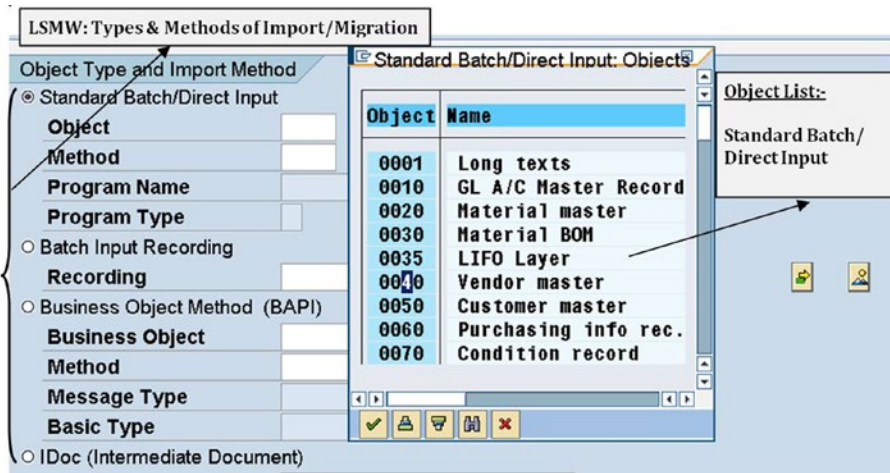 LSMW: Types & Methods of Import/Migration
Object Type and Import Method
Standard Batch/Direct Input
Object
Method
Program Name
Program Type
Batch Input Recording
Recording
Business Object Method (BAPI)
Business Object
Method
Message Type
Basic Type
IDoc (Intermediate Document)
Standard Batch/Direct Input: Objects
Object Name
0001 Long texts
0010 GL A/C Master Record
0020 Material master
0030 Material BOM
0035 LIFO Layer
0040 Vendor master
0050 Customer master
0060 Purchasing info rec.
0070 Condition record
Object List:-
Standard Batch/
Direct Input